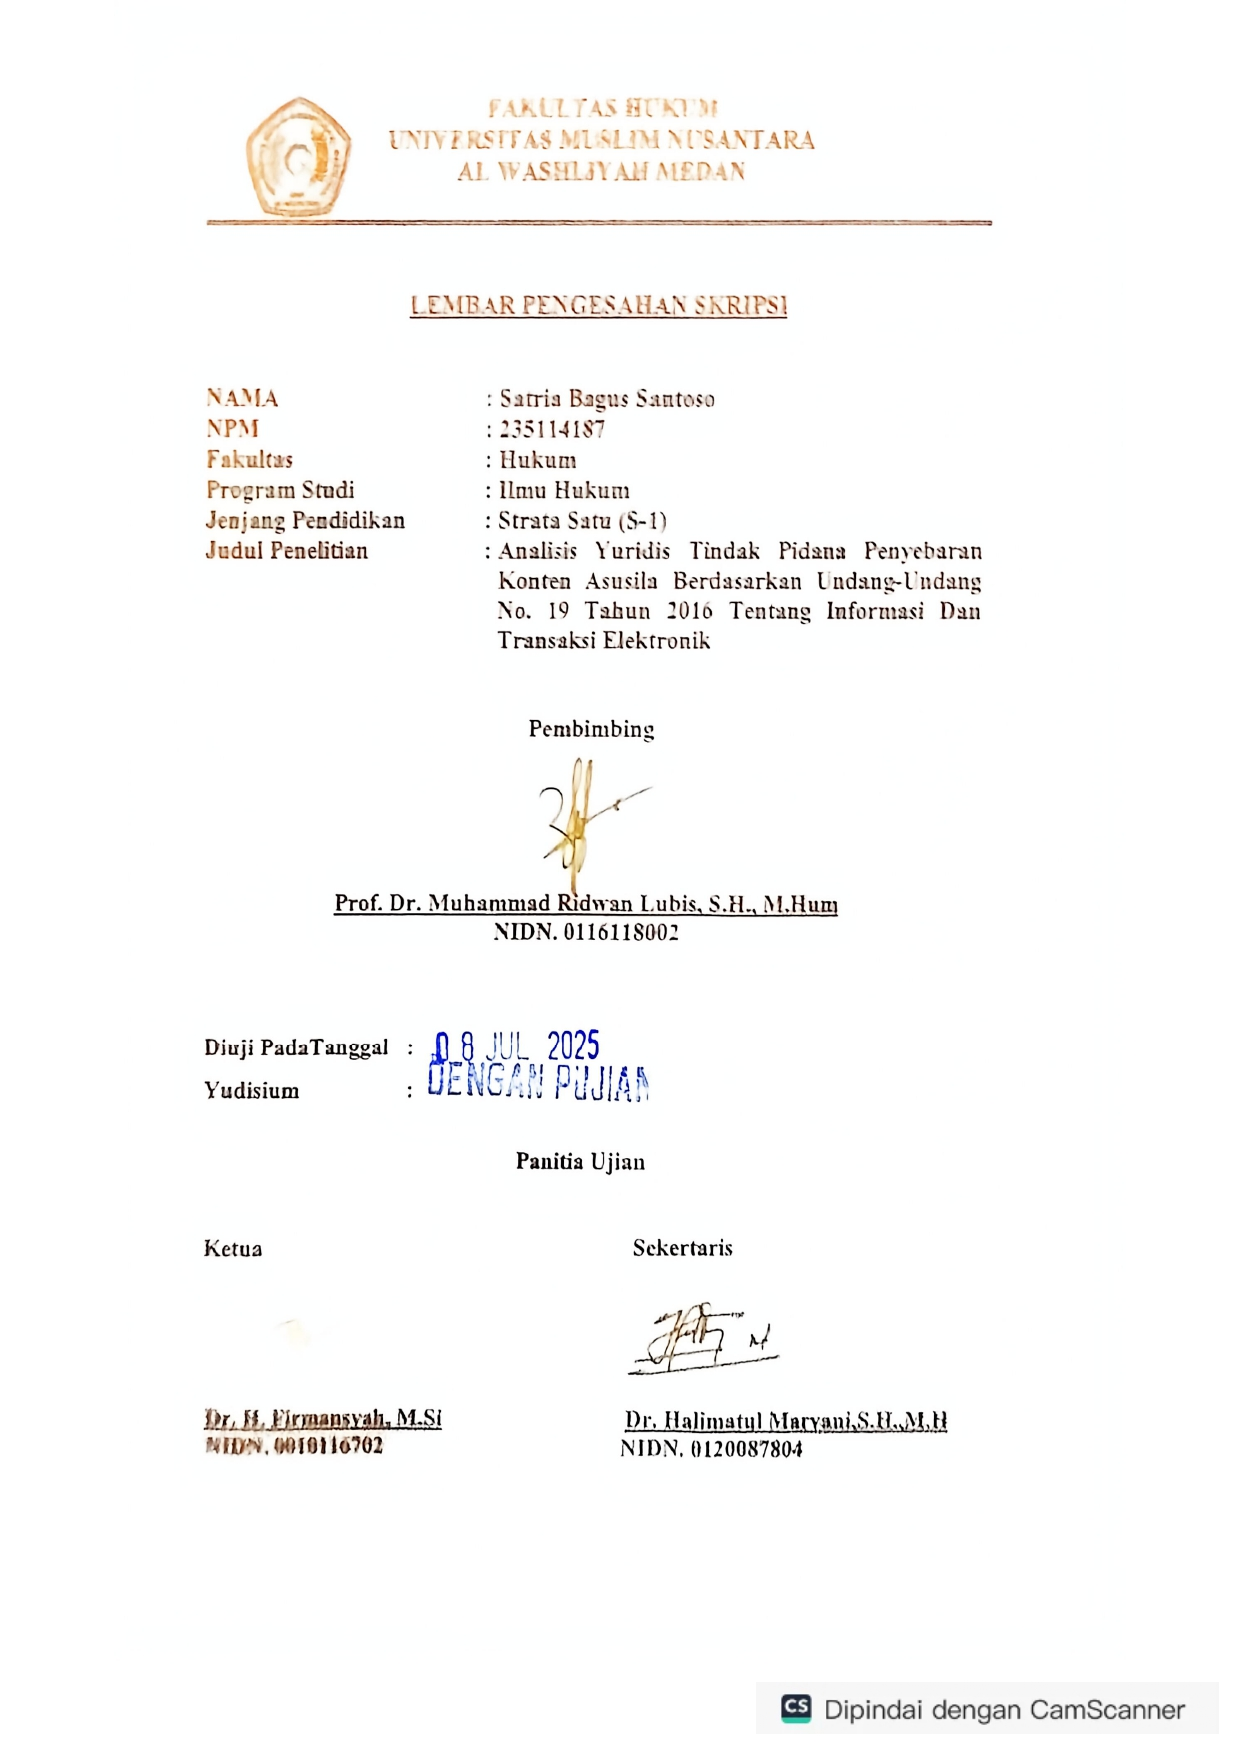 FAKULTAS HUKUM
UNIVERSITAS MUSLIM NUSANTARA
AL WASHLIYAH MEDAN
LEMBAR PENGESAHAN SKRIPSI
NAMA : Satria Bagus Santoso
NPM : 235114187
Fakultas : Hukum
Program Studi : Ilmu Hukum
Jenjang Pendidikan : Strata Satu (S-1)
Judul Penelitian : Analisis Yuridis Tindak Pidana Penyebaran
Konten Asusila Berdasarkan Undang-Undang
No. 19 Tahun 2016 Tentang Informasi Dan
Transaksi Elektronik
Pembimbing
Prof. Dr. Muhammad Ridwan Lubis, S.H., M.Hum
NIDN. 0116118002
Diuji PadaTanggal : 08 JUL 2025
Yudisium : DENGAN PUJIAN
Panitia Ujian
Ketua Sekertaris
Dr. H. Firmansyah, M.Si Dr. Halimatul Maryani,S.H.,M.H
NIDN. 0010116702 NIDN. 0120087804
CS Dipindai dengan CamScanner